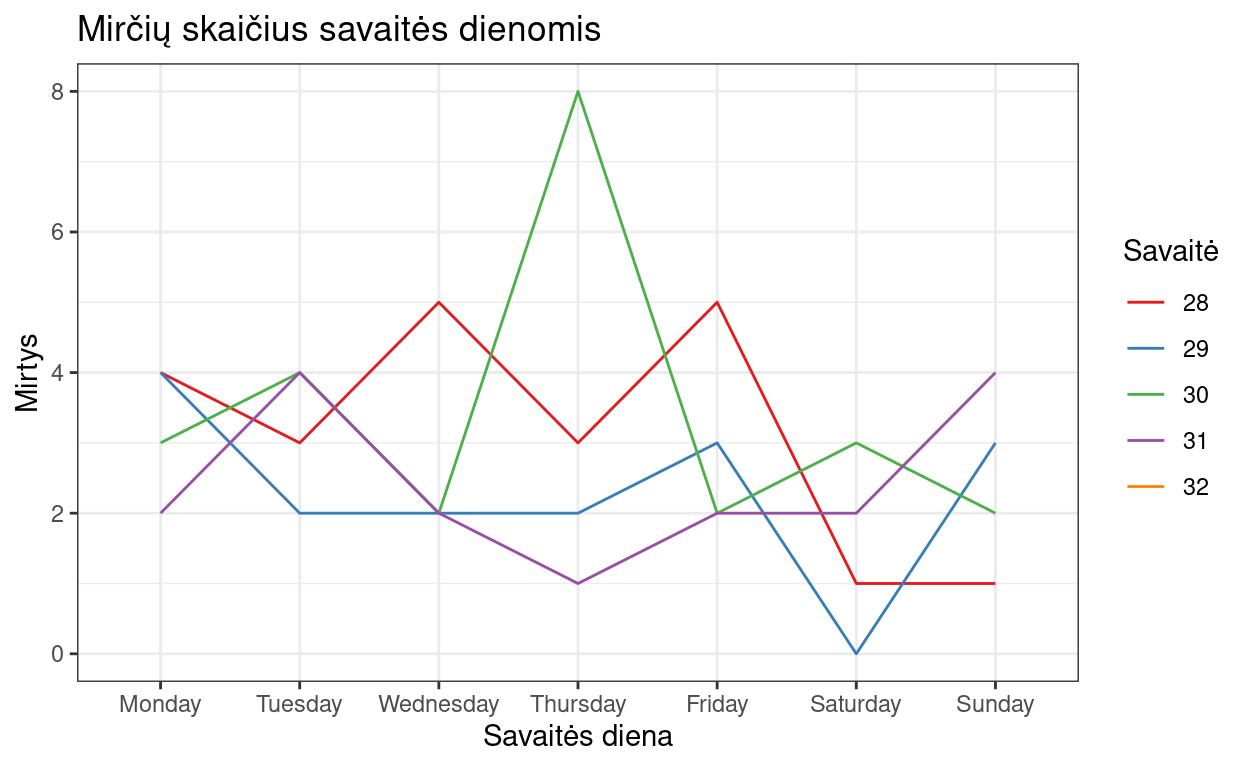 Mirčių skaičius savaitės dienomis
8
6
4
2
0
Mirtys
Monday Tuesday Wednesday Thursday Friday Saturday Sunday
Savaitės diena
Savaitė
28
29
30
31
32